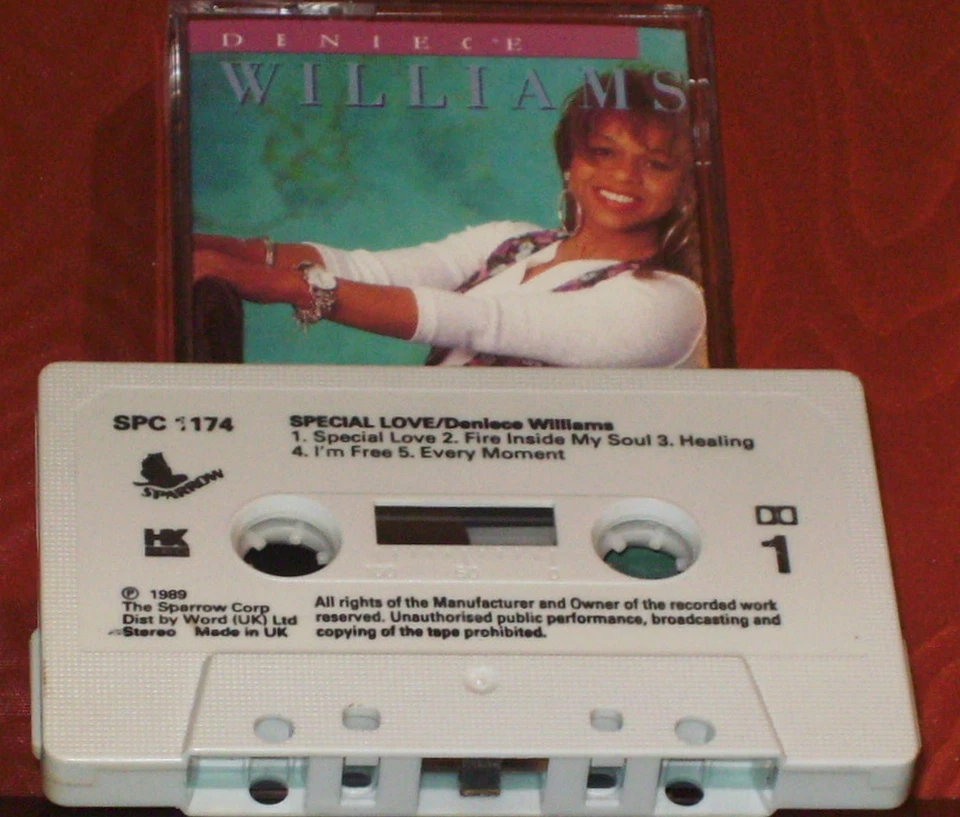 DENIECE
WILLIAMS
SPC 1174
SPECIAL LOVE/Deniece Williams
1. Special Love 2. Fire Inside My Soul 3. Healing
4. I'm Free 5. Every Moment
SPARROW
HK
1
℗ 1989
The Sparrow Corp
Dist by Word (UK) Ltd
Stereo Made in UK
All rights of the Manufacturer and Owner of the recorded work
reserved. Unauthorised public performance, broadcasting and
copying of the tape prohibited.